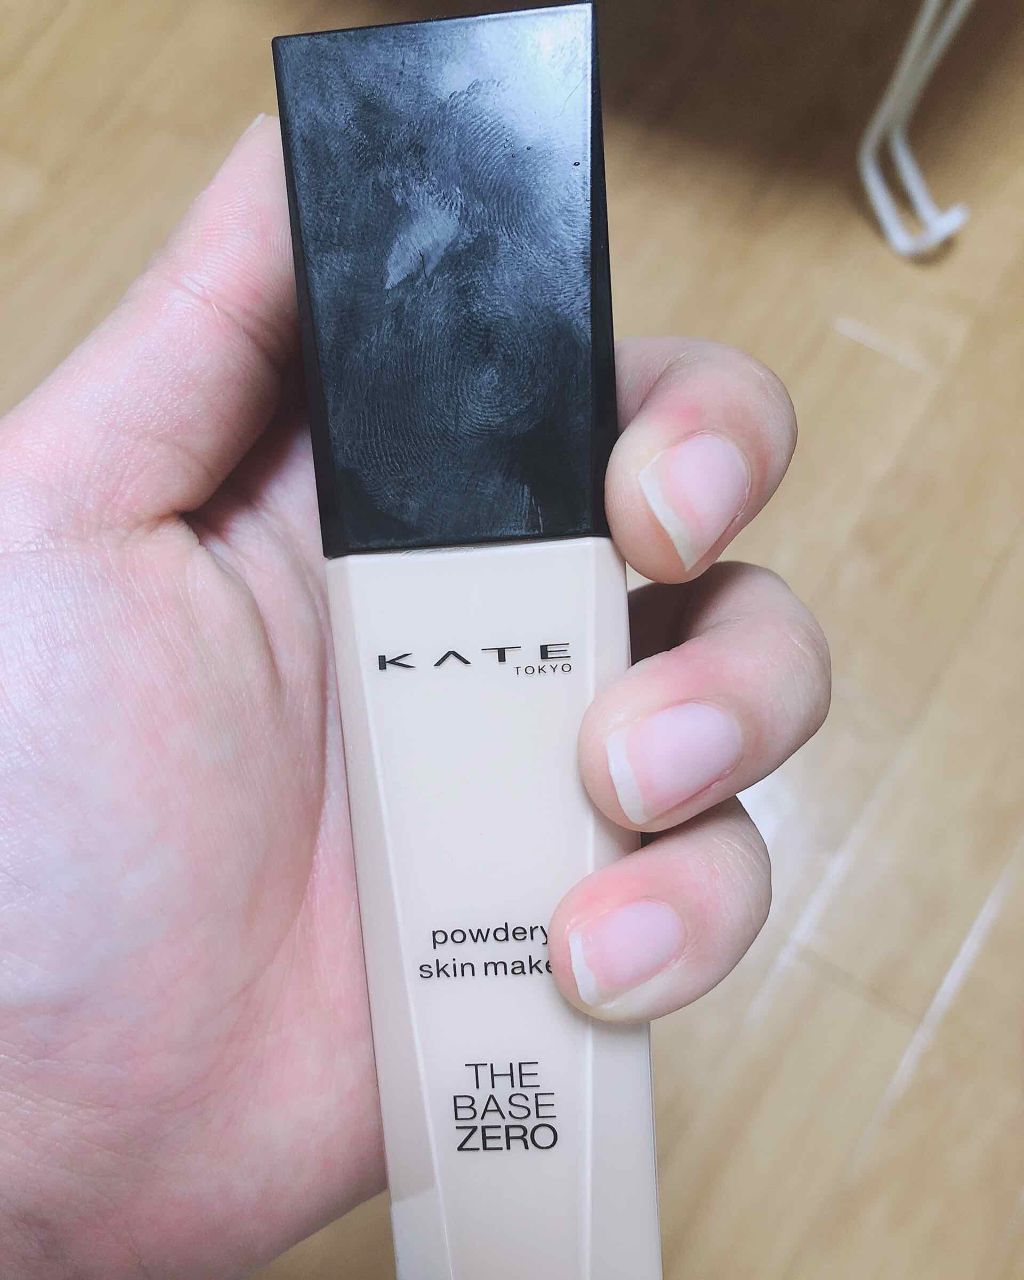 KATE
TOKYO
powdery
skin make
THE
BASE
ZERO